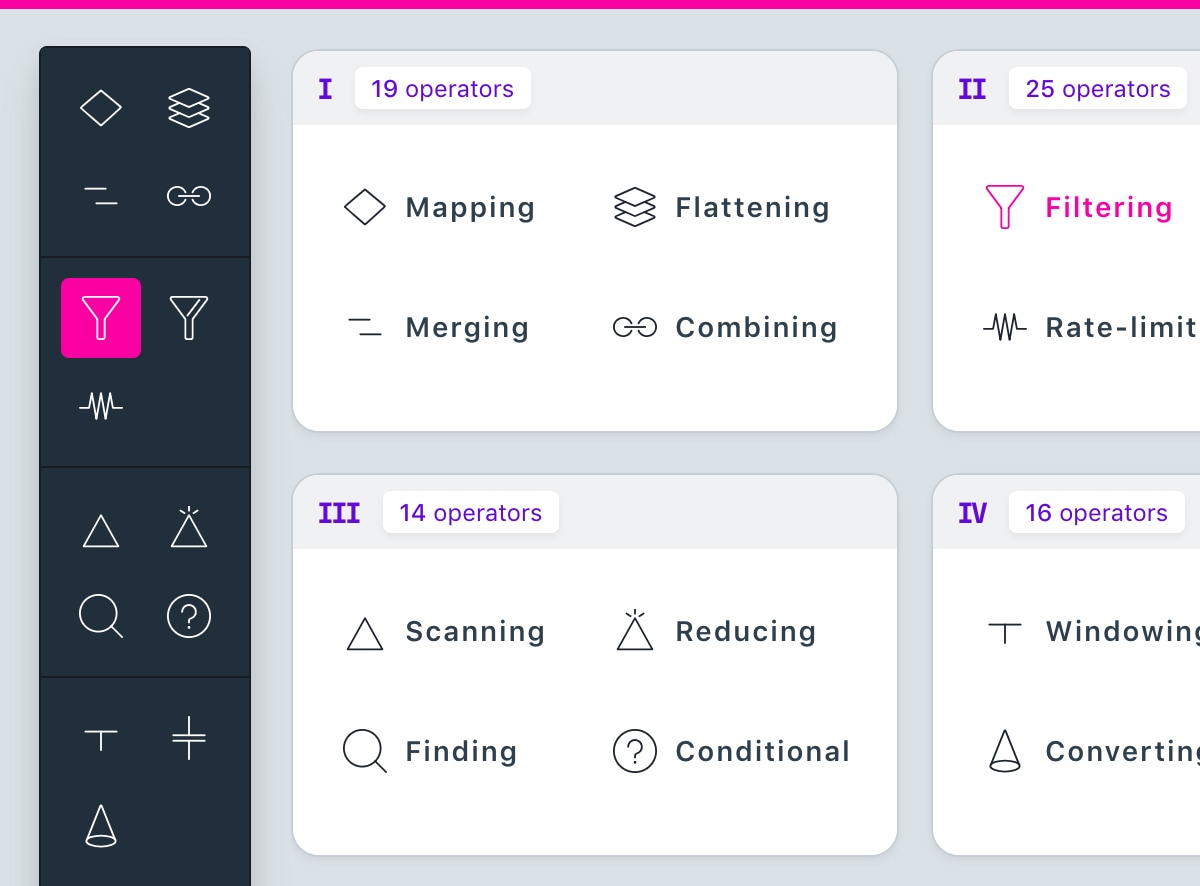 I 19 operators
Mapping Flattening
Merging Combining
II 25 operators
Filtering
Rate-limit
III 14 operators
Scanning Reducing
Finding Conditional
IV 16 operators
Windowing
Converting